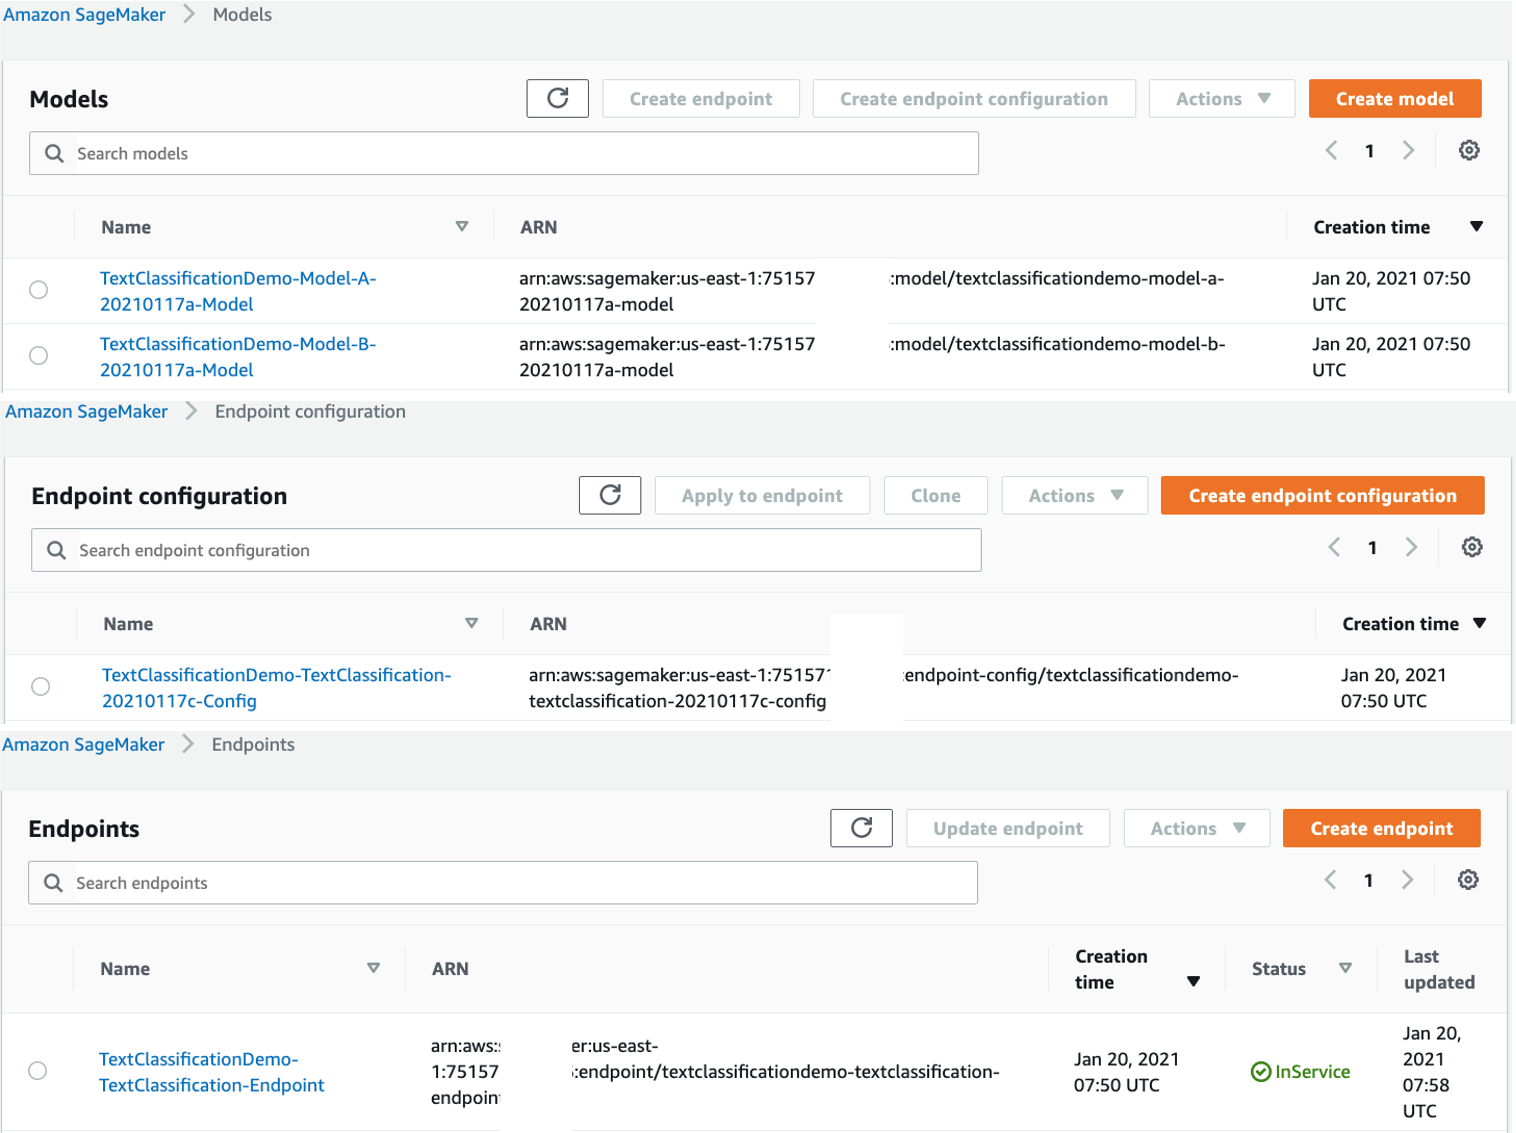 Amazon SageMaker > Models
Models
Create endpoint
Create endpoint configuration
Actions
Create model
Search models
1
Name
ARN
Creation time
TextClassificationDemo-Model-A-
20210117a-Model
arn:aws:sagemaker:us-east-1:75157 :model/textclassificationdemo-model-a-
20210117a-model
Jan 20, 2021 07:50
UTC
TextClassificationDemo-Model-B-
20210117a-Model
arn:aws:sagemaker:us-east-1:75157 :model/textclassificationdemo-model-b-
20210117a-model
Jan 20, 2021 07:50
UTC
Amazon SageMaker > Endpoint configuration
Endpoint configuration
Apply to endpoint
Clone
Actions
Create endpoint configuration
Search endpoint configuration
1
Name
ARN
Creation time
TextClassificationDemo-TextClassification-
20210117c-Config
arn:aws:sagemaker:us-east-1:751571 :endpoint-config/textclassificationdemo-
textclassification-20210117c-config
Jan 20, 2021
07:50 UTC
Amazon SageMaker > Endpoints
Endpoints
Update endpoint
Actions
Create endpoint
Search endpoints
1
Name
ARN
Creation
time
Status
Last
updated
TextClassificationDemo-
TextClassification-Endpoint
arn:aws: er:us-east-
1:75157 :endpoint/textclassificationdemo-textclassification-
endpoint
Jan 20, 2021
07:50 UTC
InService
Jan 20,
2021
07:58
UTC